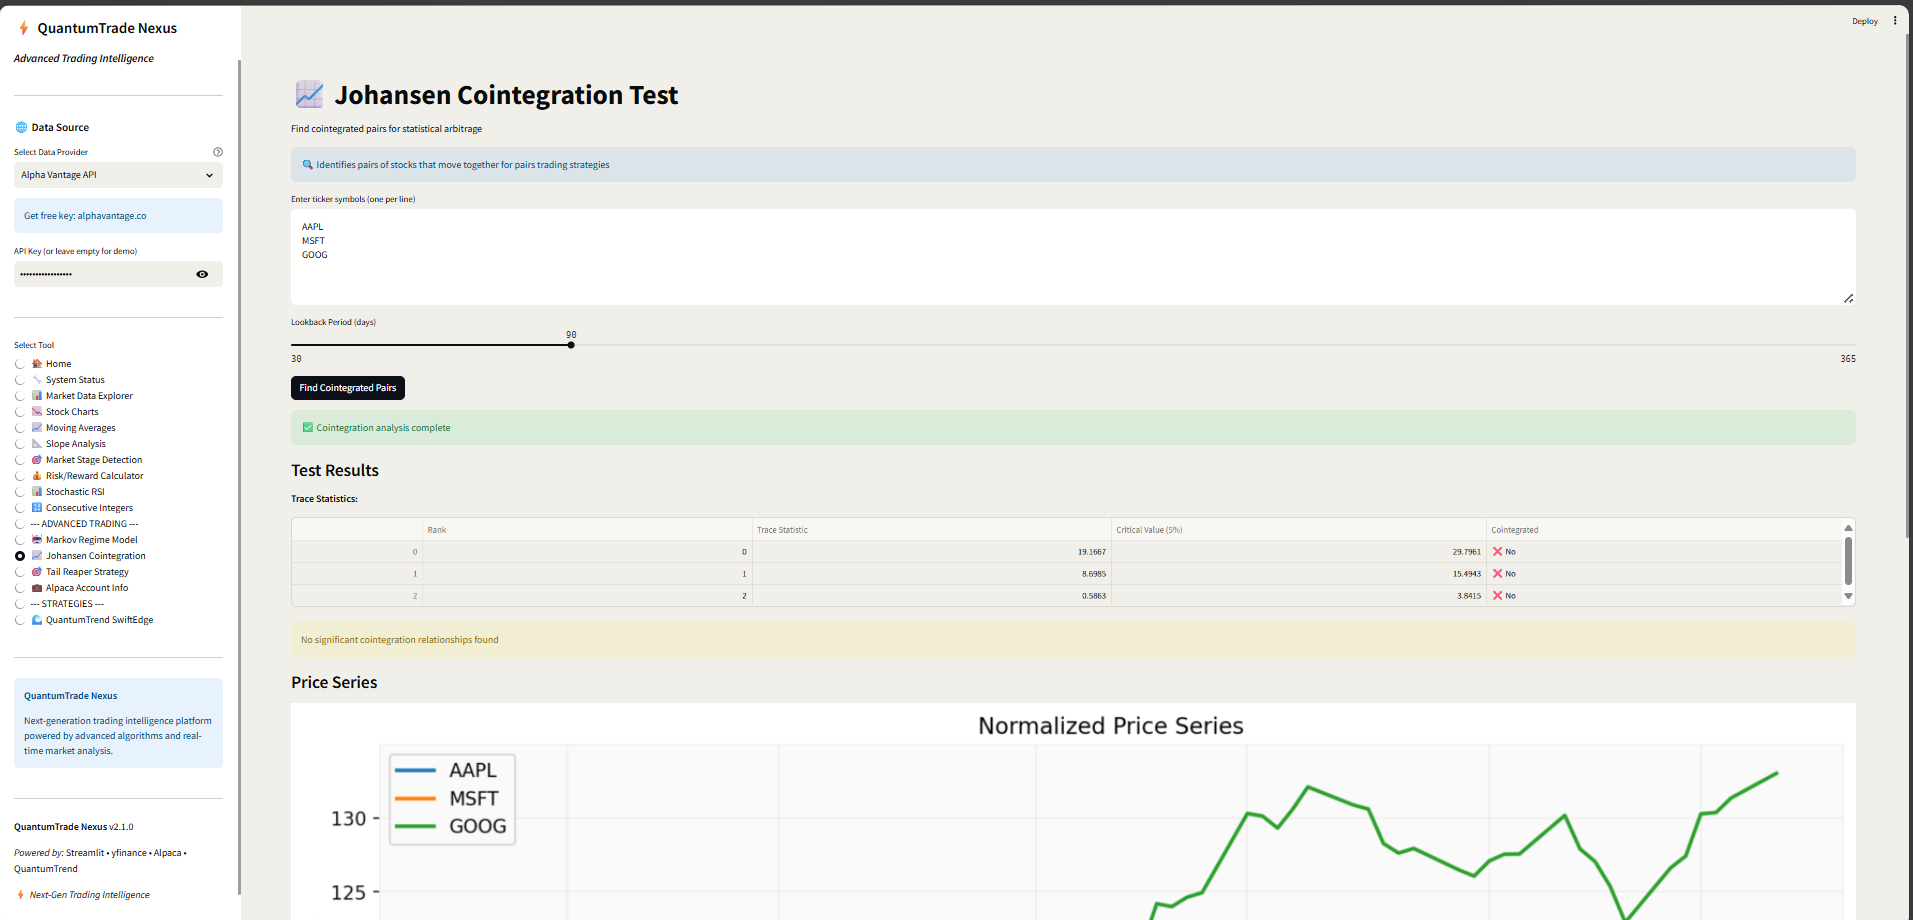 QuantumTrade Nexus
Advanced Trading Intelligence
Data Source
Select Data Provider
Alpha Vantage API
Get free key: alphavantage.co
API Key (or leave empty for demo)
Select Tool
Home
System Status
Market Data Explorer
Stock Charts
Moving Averages
Slope Analysis
Market Stage Detection
Risk/Reward Calculator
Stochastic RSI
Consecutive Integers
--- ADVANCED TRADING ---
Markov Regime Model
Johansen Cointegration
Tail Reaper Strategy
Alpaca Account Info
--- STRATEGIES ---
QuantumTrend SwiftEdge
QuantumTrade Nexus
Next-generation trading intelligence platform
powered by advanced algorithms and real-
time market analysis.
QuantumTrade Nexus v2.1.0
Powered by: Streamlit • yfinance • Alpaca •
QuantumTrend
Next-Gen Trading Intelligence
Deploy
Johansen Cointegration Test
Find cointegrated pairs for statistical arbitrage
Identifies pairs of stocks that move together for pairs trading strategies
Enter ticker symbols (one per line)
AAPL
MSFT
GOOG
Lookback Period (days)
90
30 365
Find Cointegrated Pairs
Cointegration analysis complete
Test Results
Trace Statistics:
Rank Trace Statistic Critical Value (5%) Cointegrated
0 0 19.1667 29.7961 No
1 1 8.6985 15.4943 No
2 2 0.5863 3.8415 No
No significant cointegration relationships found
Price Series
Normalized Price Series
AAPL
MSFT
GOOG
130
125